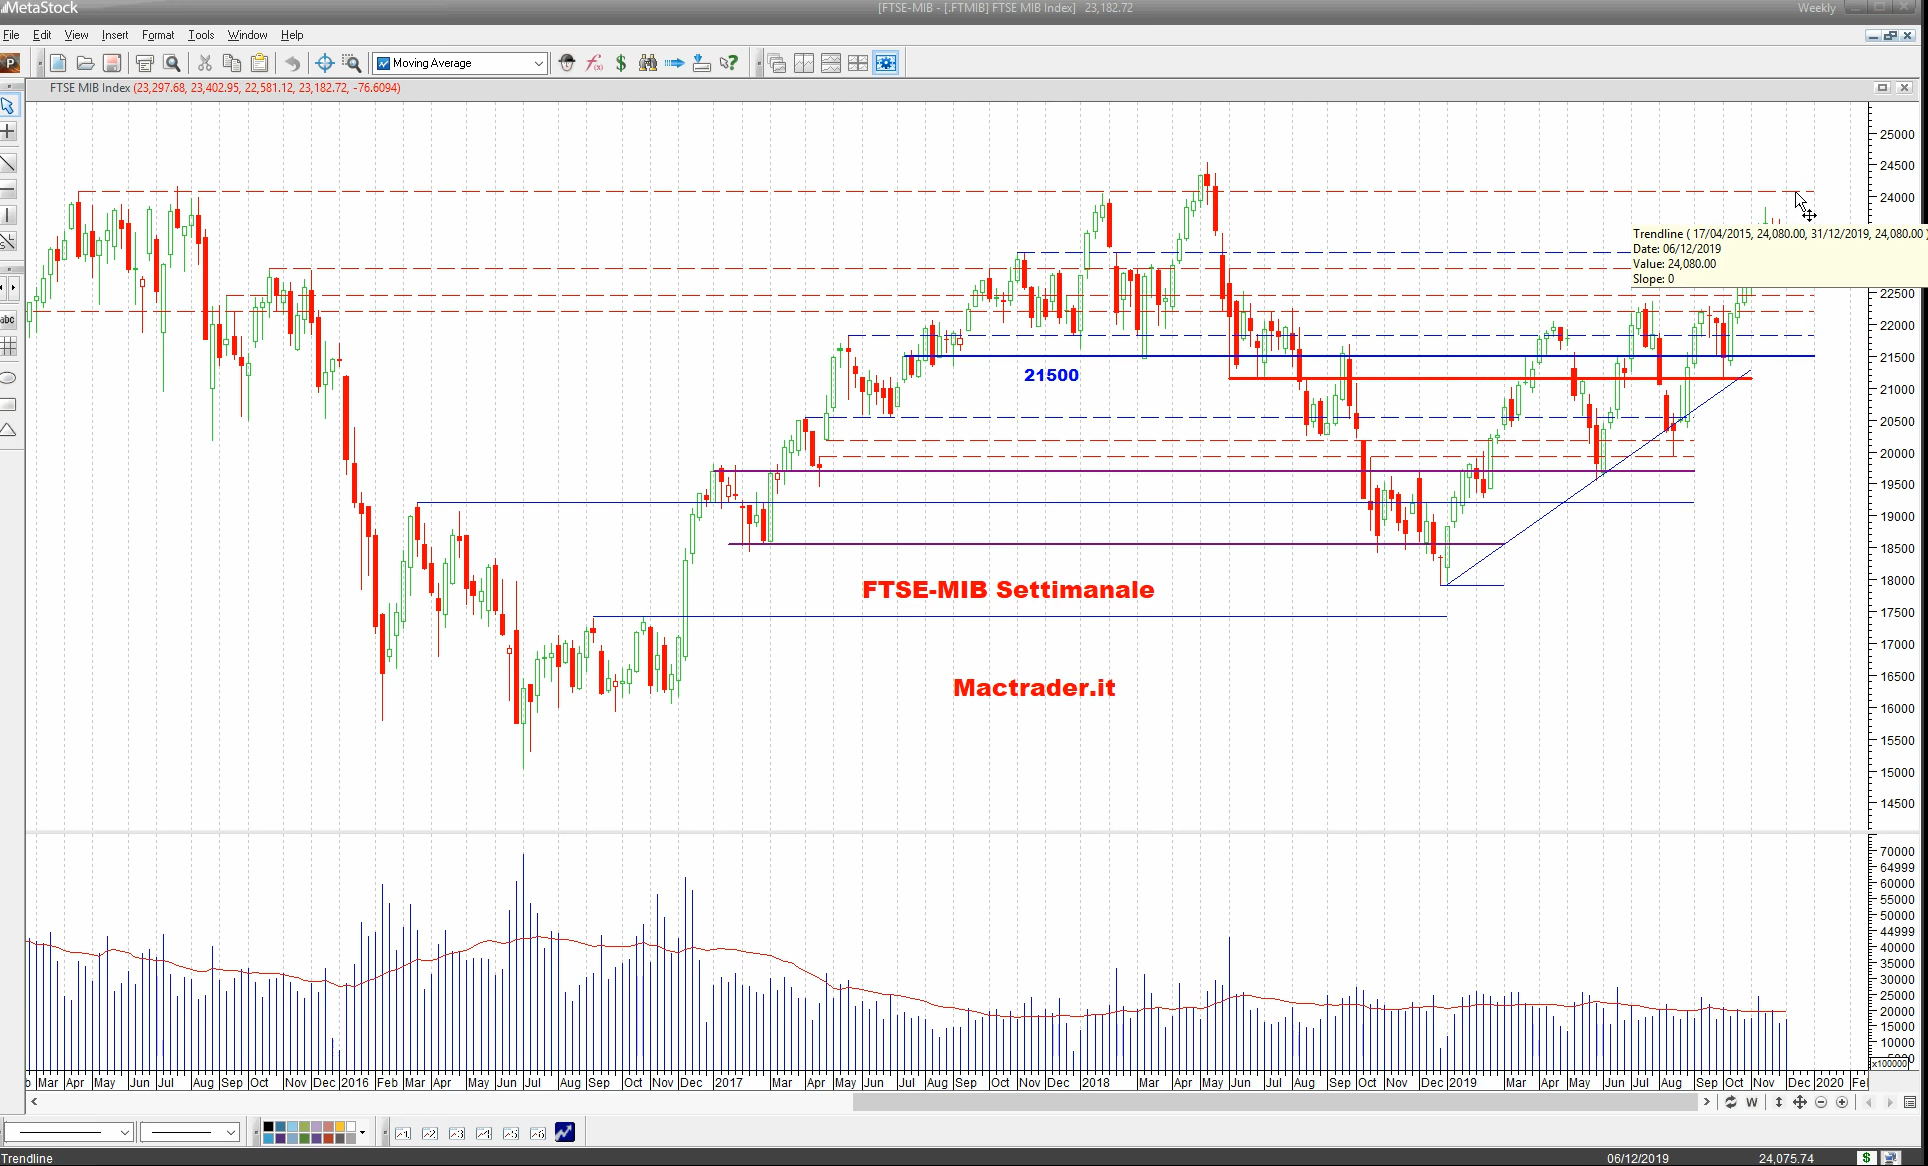 MetaStock
[FTSE-MIB - [.FTMIB] FTSE MIB Index] 23,182.72
Weekly
File Edit View Insert Format Tools Window Help
P
Moving Average
FTSE MIB Index (23,297.68, 23,402.95, 22,581.12, 23,182.72, -76.6094)
abc
25000
24500
24000
Trendline ( 17/04/2015, 24,080.00, 31/12/2019, 24,080.00 )
Date: 06/12/2019
Value: 24,080.00
Slope: 0
22500
22000
21500
21500
21000
20500
20000
19500
19000
18500
18000
17500
17000
16500
16000
15500
15000
14500
FTSE-MIB Settimanale
Mactrader.it
70000
64999
60000
55000
50000
44999
40000
35000
30000
25000
20000
15000
10000
5000
x100000
Mar Apr May Jun Jul Aug Sep Oct Nov Dec 2016 Feb Mar Apr May Jun Jul Aug Sep Oct Nov Dec 2017 Mar Apr May Jun Jul Aug Sep Oct Nov Dec 2018 Mar Apr May Jun Jul Aug Sep Oct Nov Dec 2019 Mar Apr May Jun Jul Aug Sep Oct Nov Dec 2020 Fel
W
Trendline
06/12/2019
24,075.74